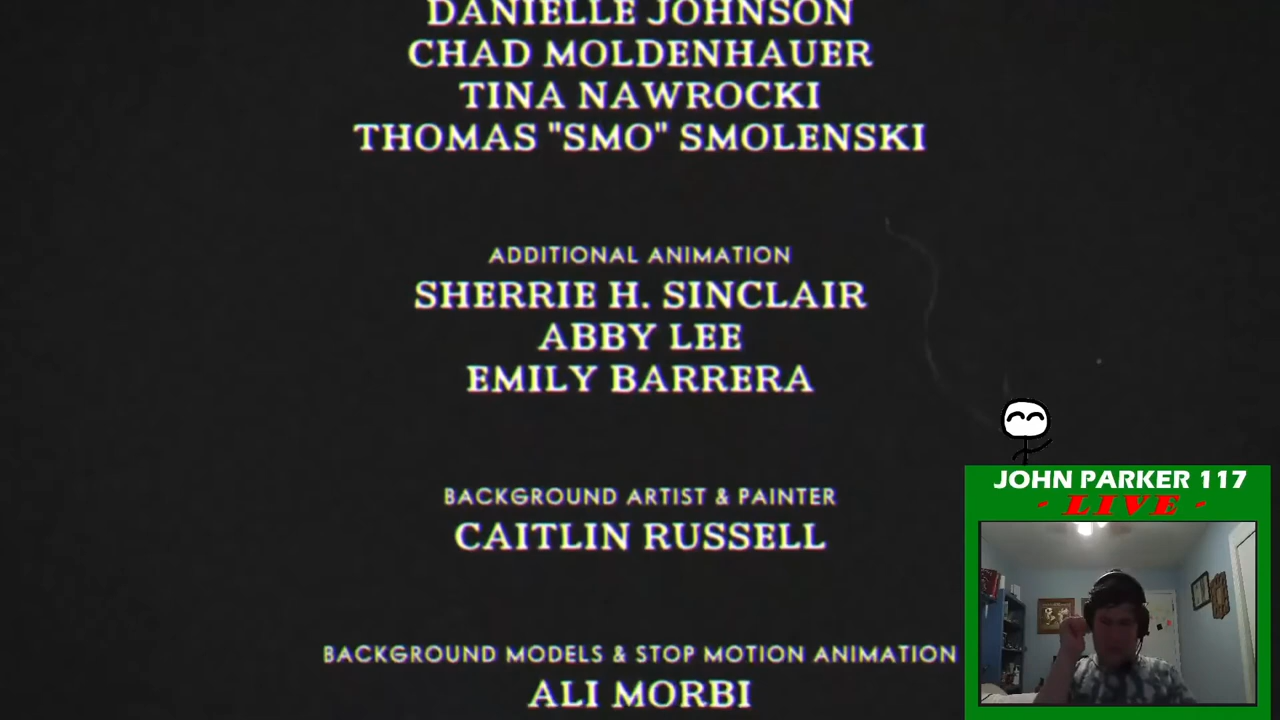 DANIELLE JOHNSON
CHAD MOLDENHAUER
TINA NAWROCKI
THOMAS "SMO" SMOLENSKI
ADDITIONAL ANIMATION
SHERRIE H. SINCLAIR
ABBY LEE
EMILY BARRERA
BACKGROUND ARTIST & PAINTER
CAITLIN RUSSELL
BACKGROUND MODELS & STOP MOTION ANIMATION
ALI MORBI
JOHN PARKER 117
- LIVE -